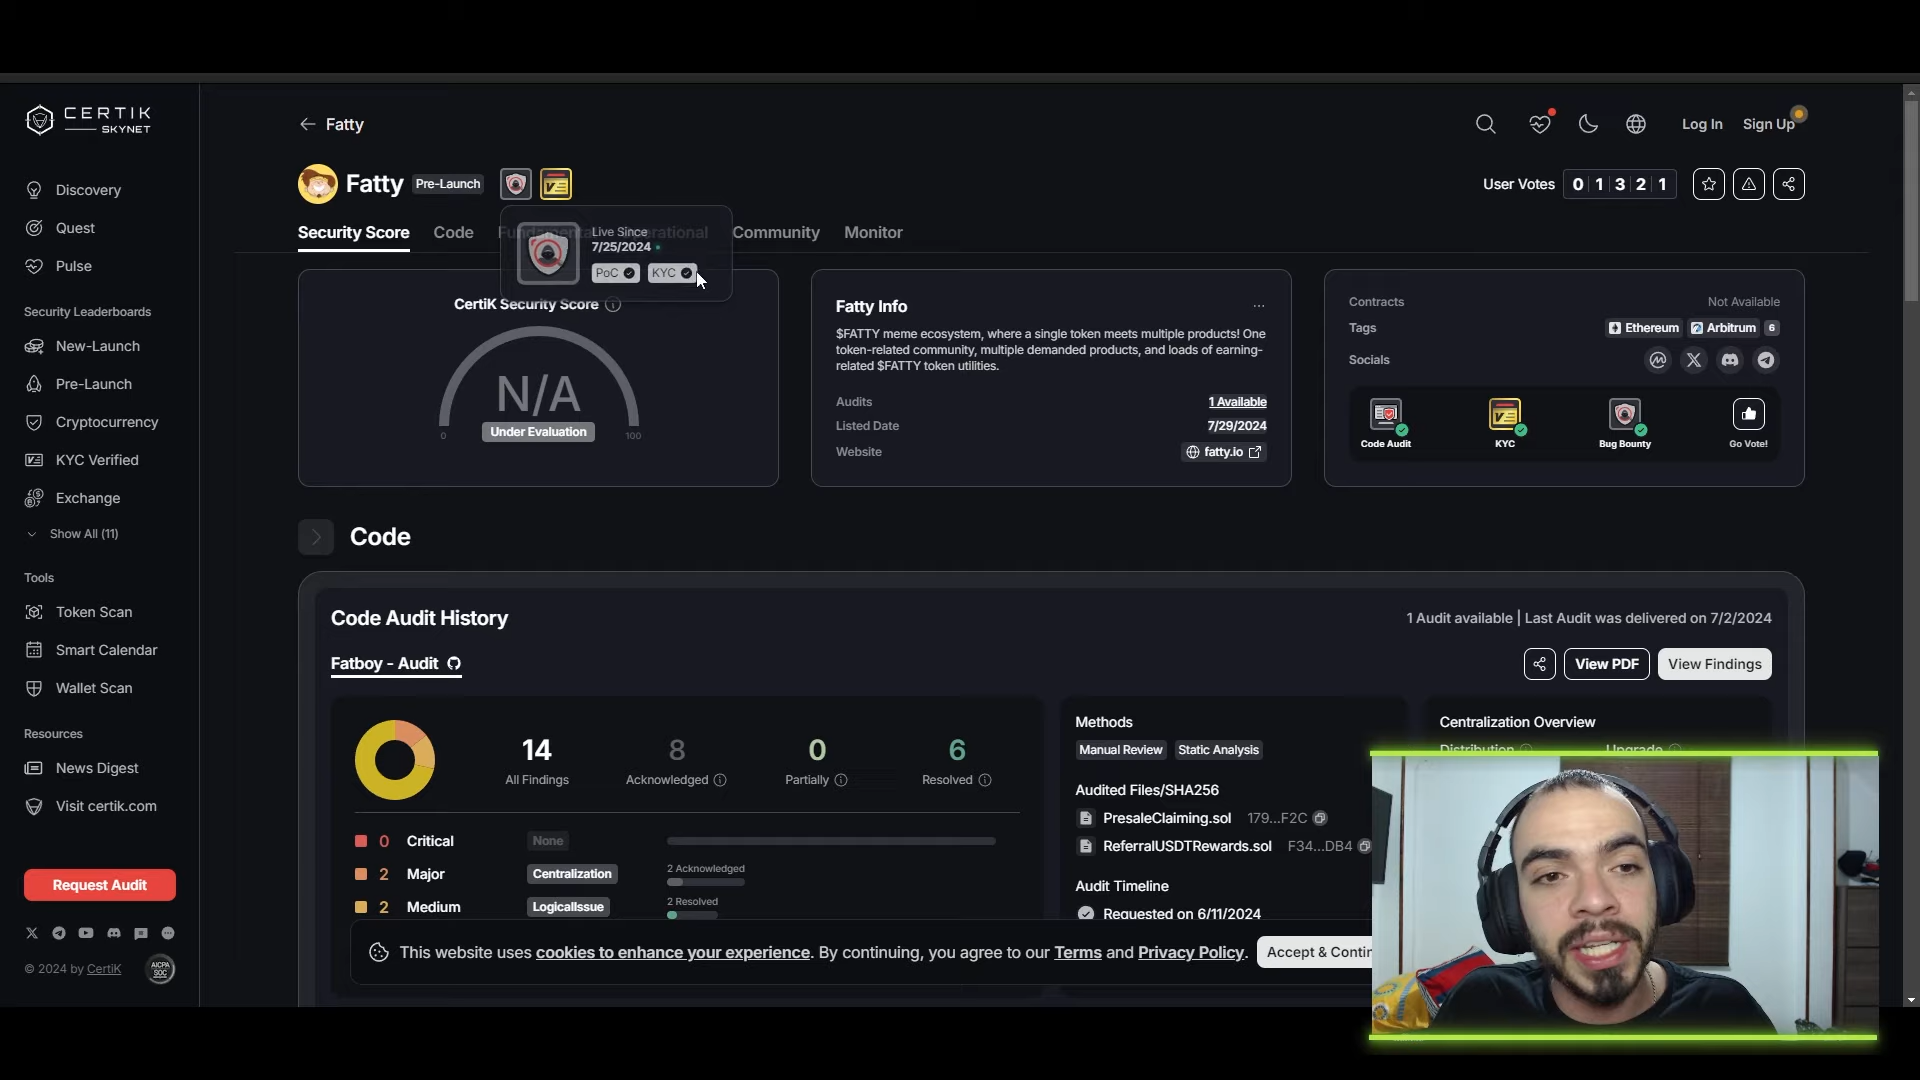 CERTIK
SKYNET
Discovery
Quest
Pulse
Security Leaderboards
New-Launch
Pre-Launch
Cryptocurrency
KYC Verified
Exchange
Show All (11)
Tools
Token Scan
Smart Calendar
Wallet Scan
Resources
News Digest
Visit certik.com
Request Audit
© 2024 by CertiK
AICPA
SOC
Fatty
Log In
Sign Up
Fatty
Pre-Launch
User Votes
0 1 3 2 1
Security Score
Code
Community
Monitor
Live Since
7/25/2024
PoC
KYC
CertiK Security Score
N/A
Under Evaluation
0
100
Fatty Info
...
$FATTY meme ecosystem, where a single token meets multiple products! One
token-related community, multiple demanded products, and loads of earning-
related $FATTY token utilities.
Audits
1 Available
Listed Date
7/29/2024
Website
fatty.io
Contracts
Not Available
Tags
Ethereum
Arbitrum
6
Socials
Code Audit
KYC
Bug Bounty
Go Vote!
Code
Code Audit History
1 Audit available | Last Audit was delivered on 7/2/2024
Fatboy - Audit
View PDF
View Findings
14
All Findings
8
Acknowledged
0
Partially
6
Resolved
0 Critical
None
2 Major
Centralization
2 Acknowledged
2 Medium
LogicalIssue
2 Resolved
Methods
Manual Review
Static Analysis
Audited Files/SHA256
PresaleClaiming.sol 179...F2C
ReferralUSDTRewards.sol F34...DB4
Audit Timeline
Requested on 6/11/2024
Centralization Overview
Distribution
Upgrade
This website uses cookies to enhance your experience. By continuing, you agree to our Terms and Privacy Policy.
Accept & Contin